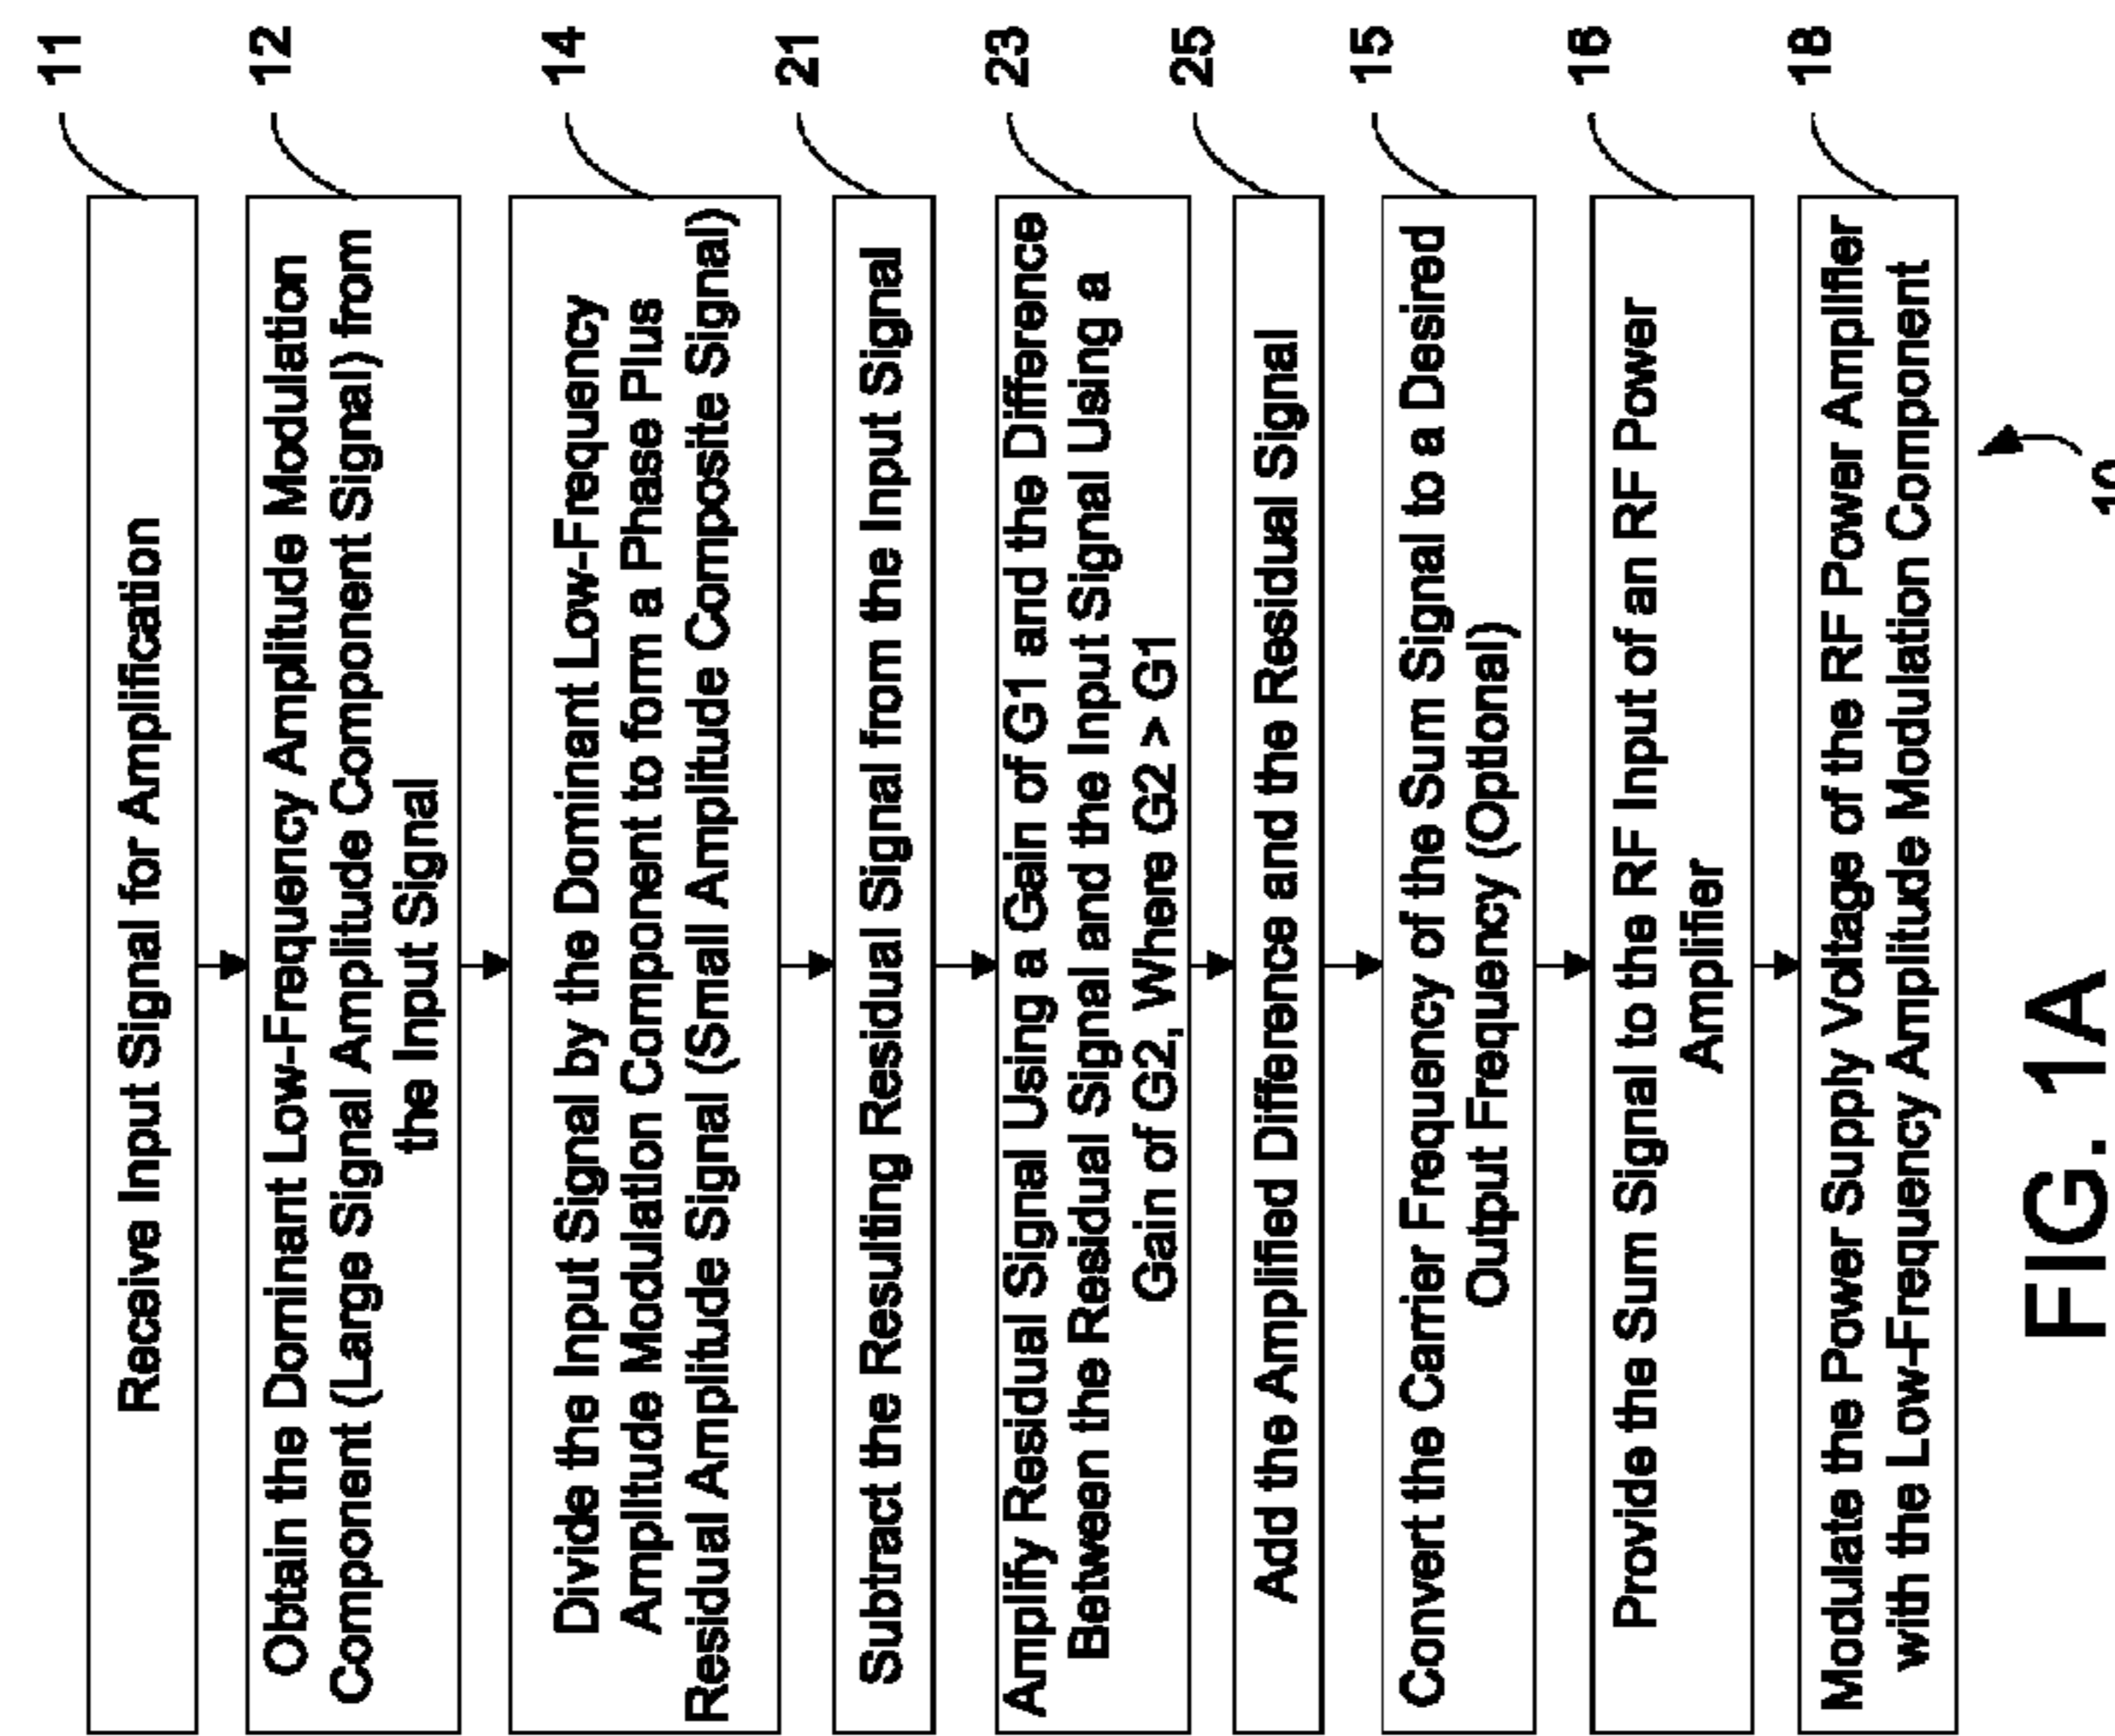 11
Receive Input Signal for Amplification
12
Obtain the Dominant Low-Frequency Amplitude Modulation
Component (Large Signal Amplitude Component Signal) from
the Input Signal
14
Divide the Input Signal by the Dominant Low-Frequency
Amplitude Modulation Component to form a Phase Plus
Residual Amplitude Signal (Small Amplitude Composite Signal)
21
Subtract the Resulting Residual Signal from the Input Signal
23
Amplify Residual Signal Using a Gain of G1 and the Difference
Between the Residual Signal and the Input Signal Using a
Gain of G2, Where G2 > G1
25
Add the Amplified Difference and the Residual Signal
15
Convert the Carrier Frequency of the Sum Signal to a Desired
Output Frequency (Optional)
16
Provide the Sum Signal to the RF Input of an RF Power
Amplifier
18
Modulate the Power Supply Voltage of the RF Power Amplifier
with the Low-Frequency Amplitude Modulation Component
10
FIG. 1A